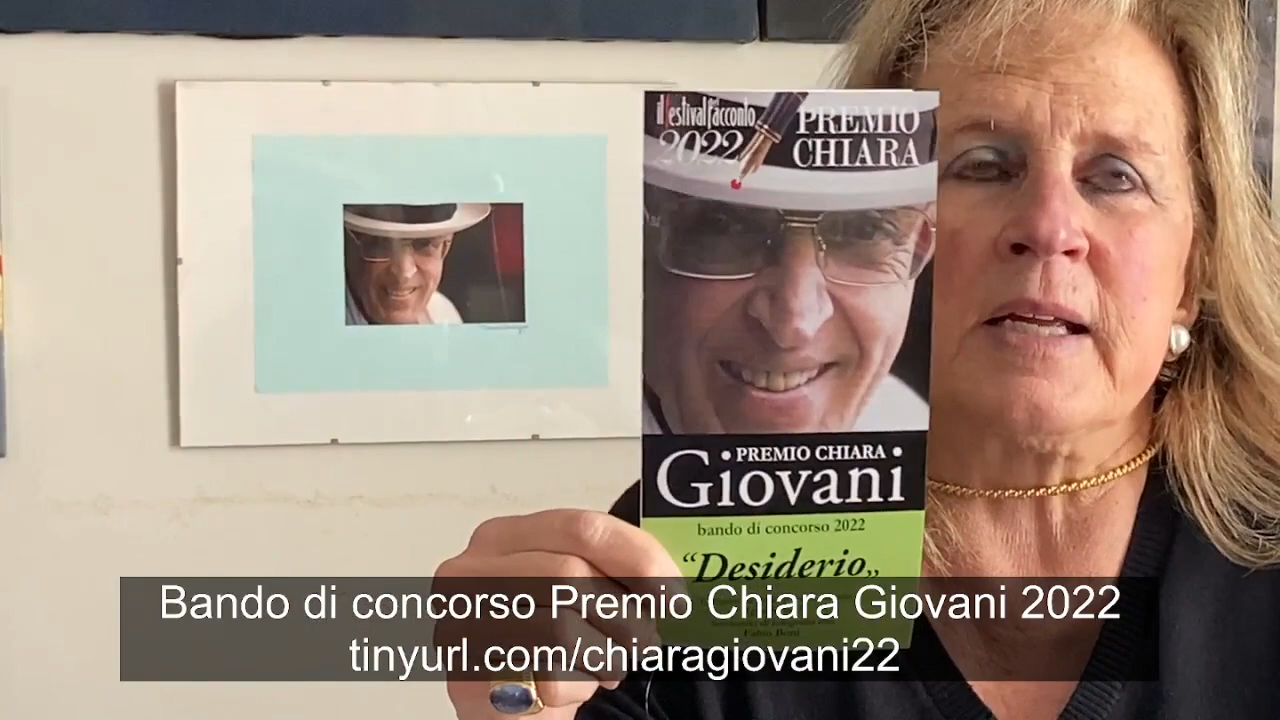 il Festival del Racconto
2022
PREMIO
CHIARA
• PREMIO CHIARA •
Giovani
bando di concorso 2022
“Desiderio„
Fabio Boni
Bando di concorso Premio Chiara Giovani 2022
tinyurl.com/chiaragiovani22